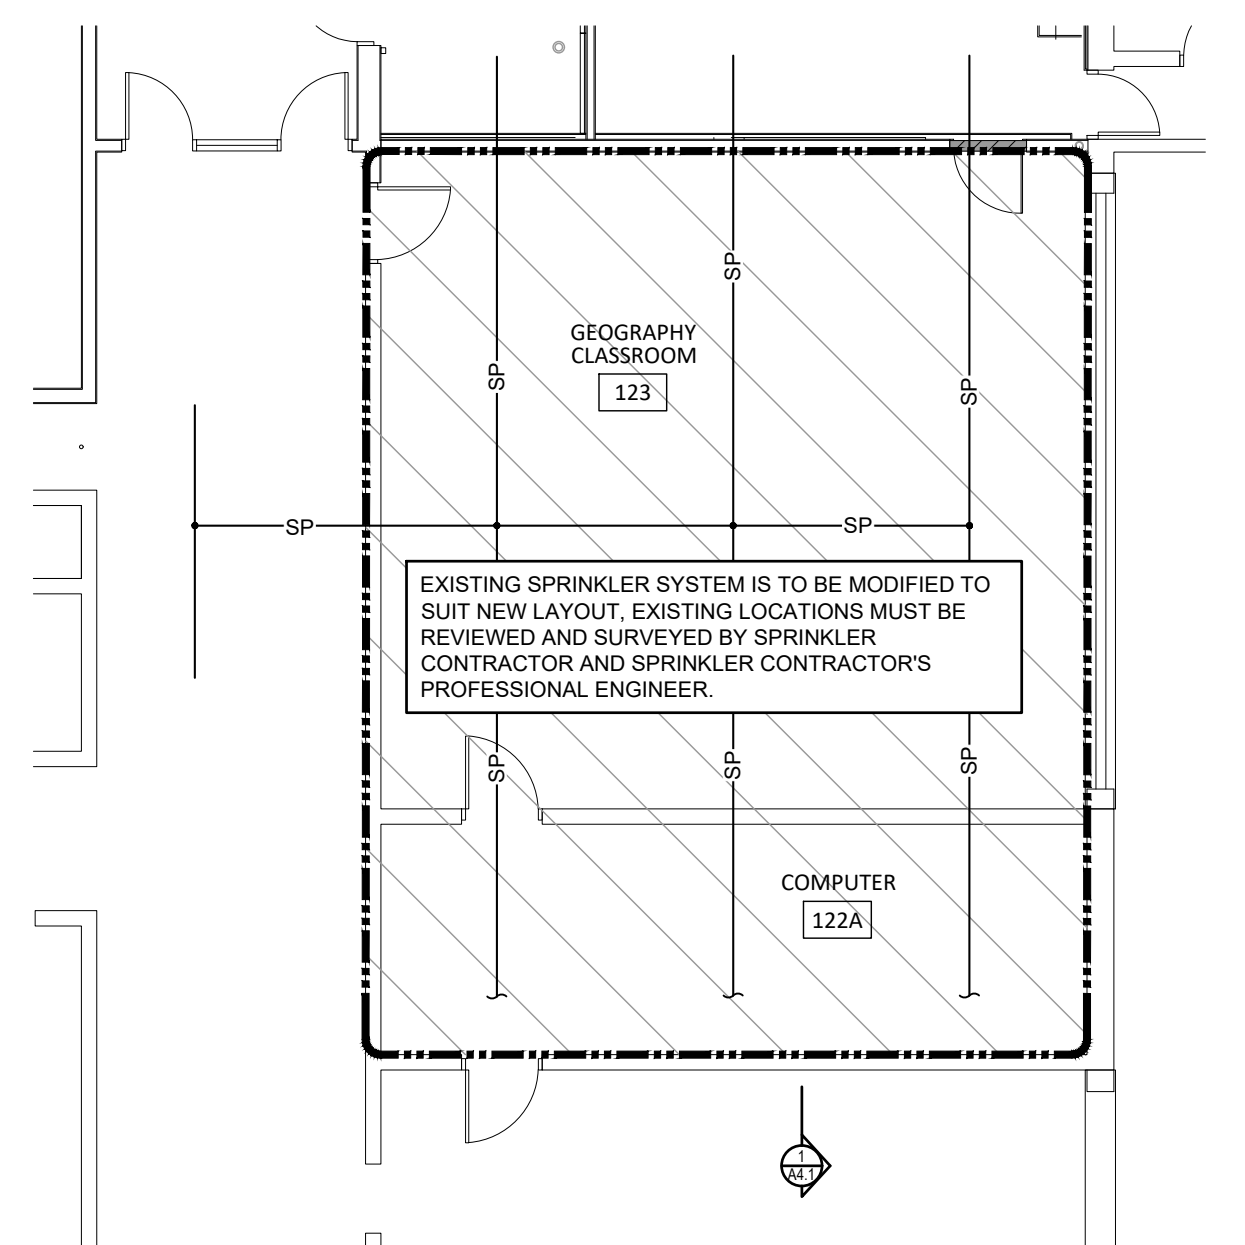 SP
GEOGRAPHY
CLASSROOM
SP
SP
123
SP
SP
EXISTING SPRINKLER SYSTEM IS TO BE MODIFIED TO
SUIT NEW LAYOUT, EXISTING LOCATIONS MUST BE
REVIEWED AND SURVEYED BY SPRINKLER
CONTRACTOR AND SPRINKLER CONTRACTOR'S
PROFESSIONAL ENGINEER.
SP
SP
SP
COMPUTER
122A
1
A4.1